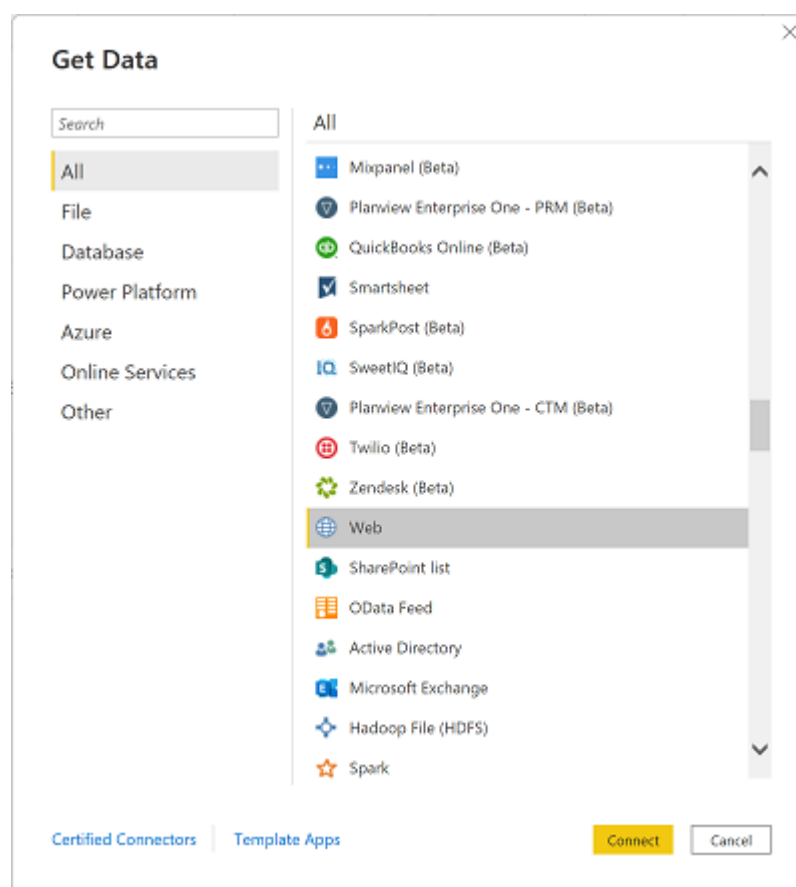 Get Data
Search
All
File
Database
Power Platform
Azure
Online Services
Other
All
Mixpanel (Beta)
Planview Enterprise One - PRM (Beta)
QuickBooks Online (Beta)
Smartsheet
SparkPost (Beta)
SweetIQ (Beta)
Planview Enterprise One - CTM (Beta)
Twilio (Beta)
Zendesk (Beta)
Web
SharePoint list
OData Feed
Active Directory
Microsoft Exchange
Hadoop File (HDFS)
Spark
Certified Connectors
Template Apps
Connect
Cancel